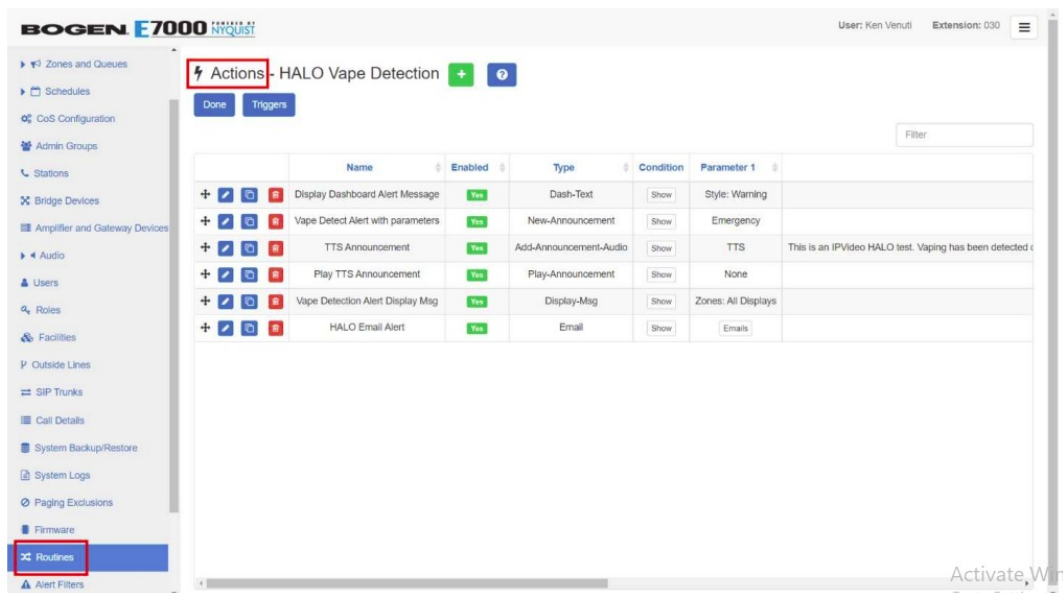 BOGEN E7000 POWERED BY NYQUIST
User: Ken Venuti Extension: 030
Zones and Queues
Schedules
CoS Configuration
Admin Groups
Stations
Bridge Devices
Amplifier and Gateway Devices
Audio
Users
Roles
Facilities
Outside Lines
SIP Trunks
Call Details
System Backup/Restore
System Logs
Paging Exclusions
Firmware
Routines
Alert Filters
Actions - HALO Vape Detection
Done Triggers
Filter
Name Enabled Type Condition Parameter 1
Display Dashboard Alert Message Yes Dash-Text Show Style: Warning
Vape Detect Alert with parameters Yes New-Announcement Show Emergency
TTS Announcement Yes Add-Announcement-Audio Show TTS This is an IPVideo HALO test. Vaping has been detected
Play TTS Announcement Yes Play-Announcement Show None
Vape Detection Alert Display Msg Yes Display-Msg Show Zones: All Displays
HALO Email Alert Yes Email Show Emails
Activate Win